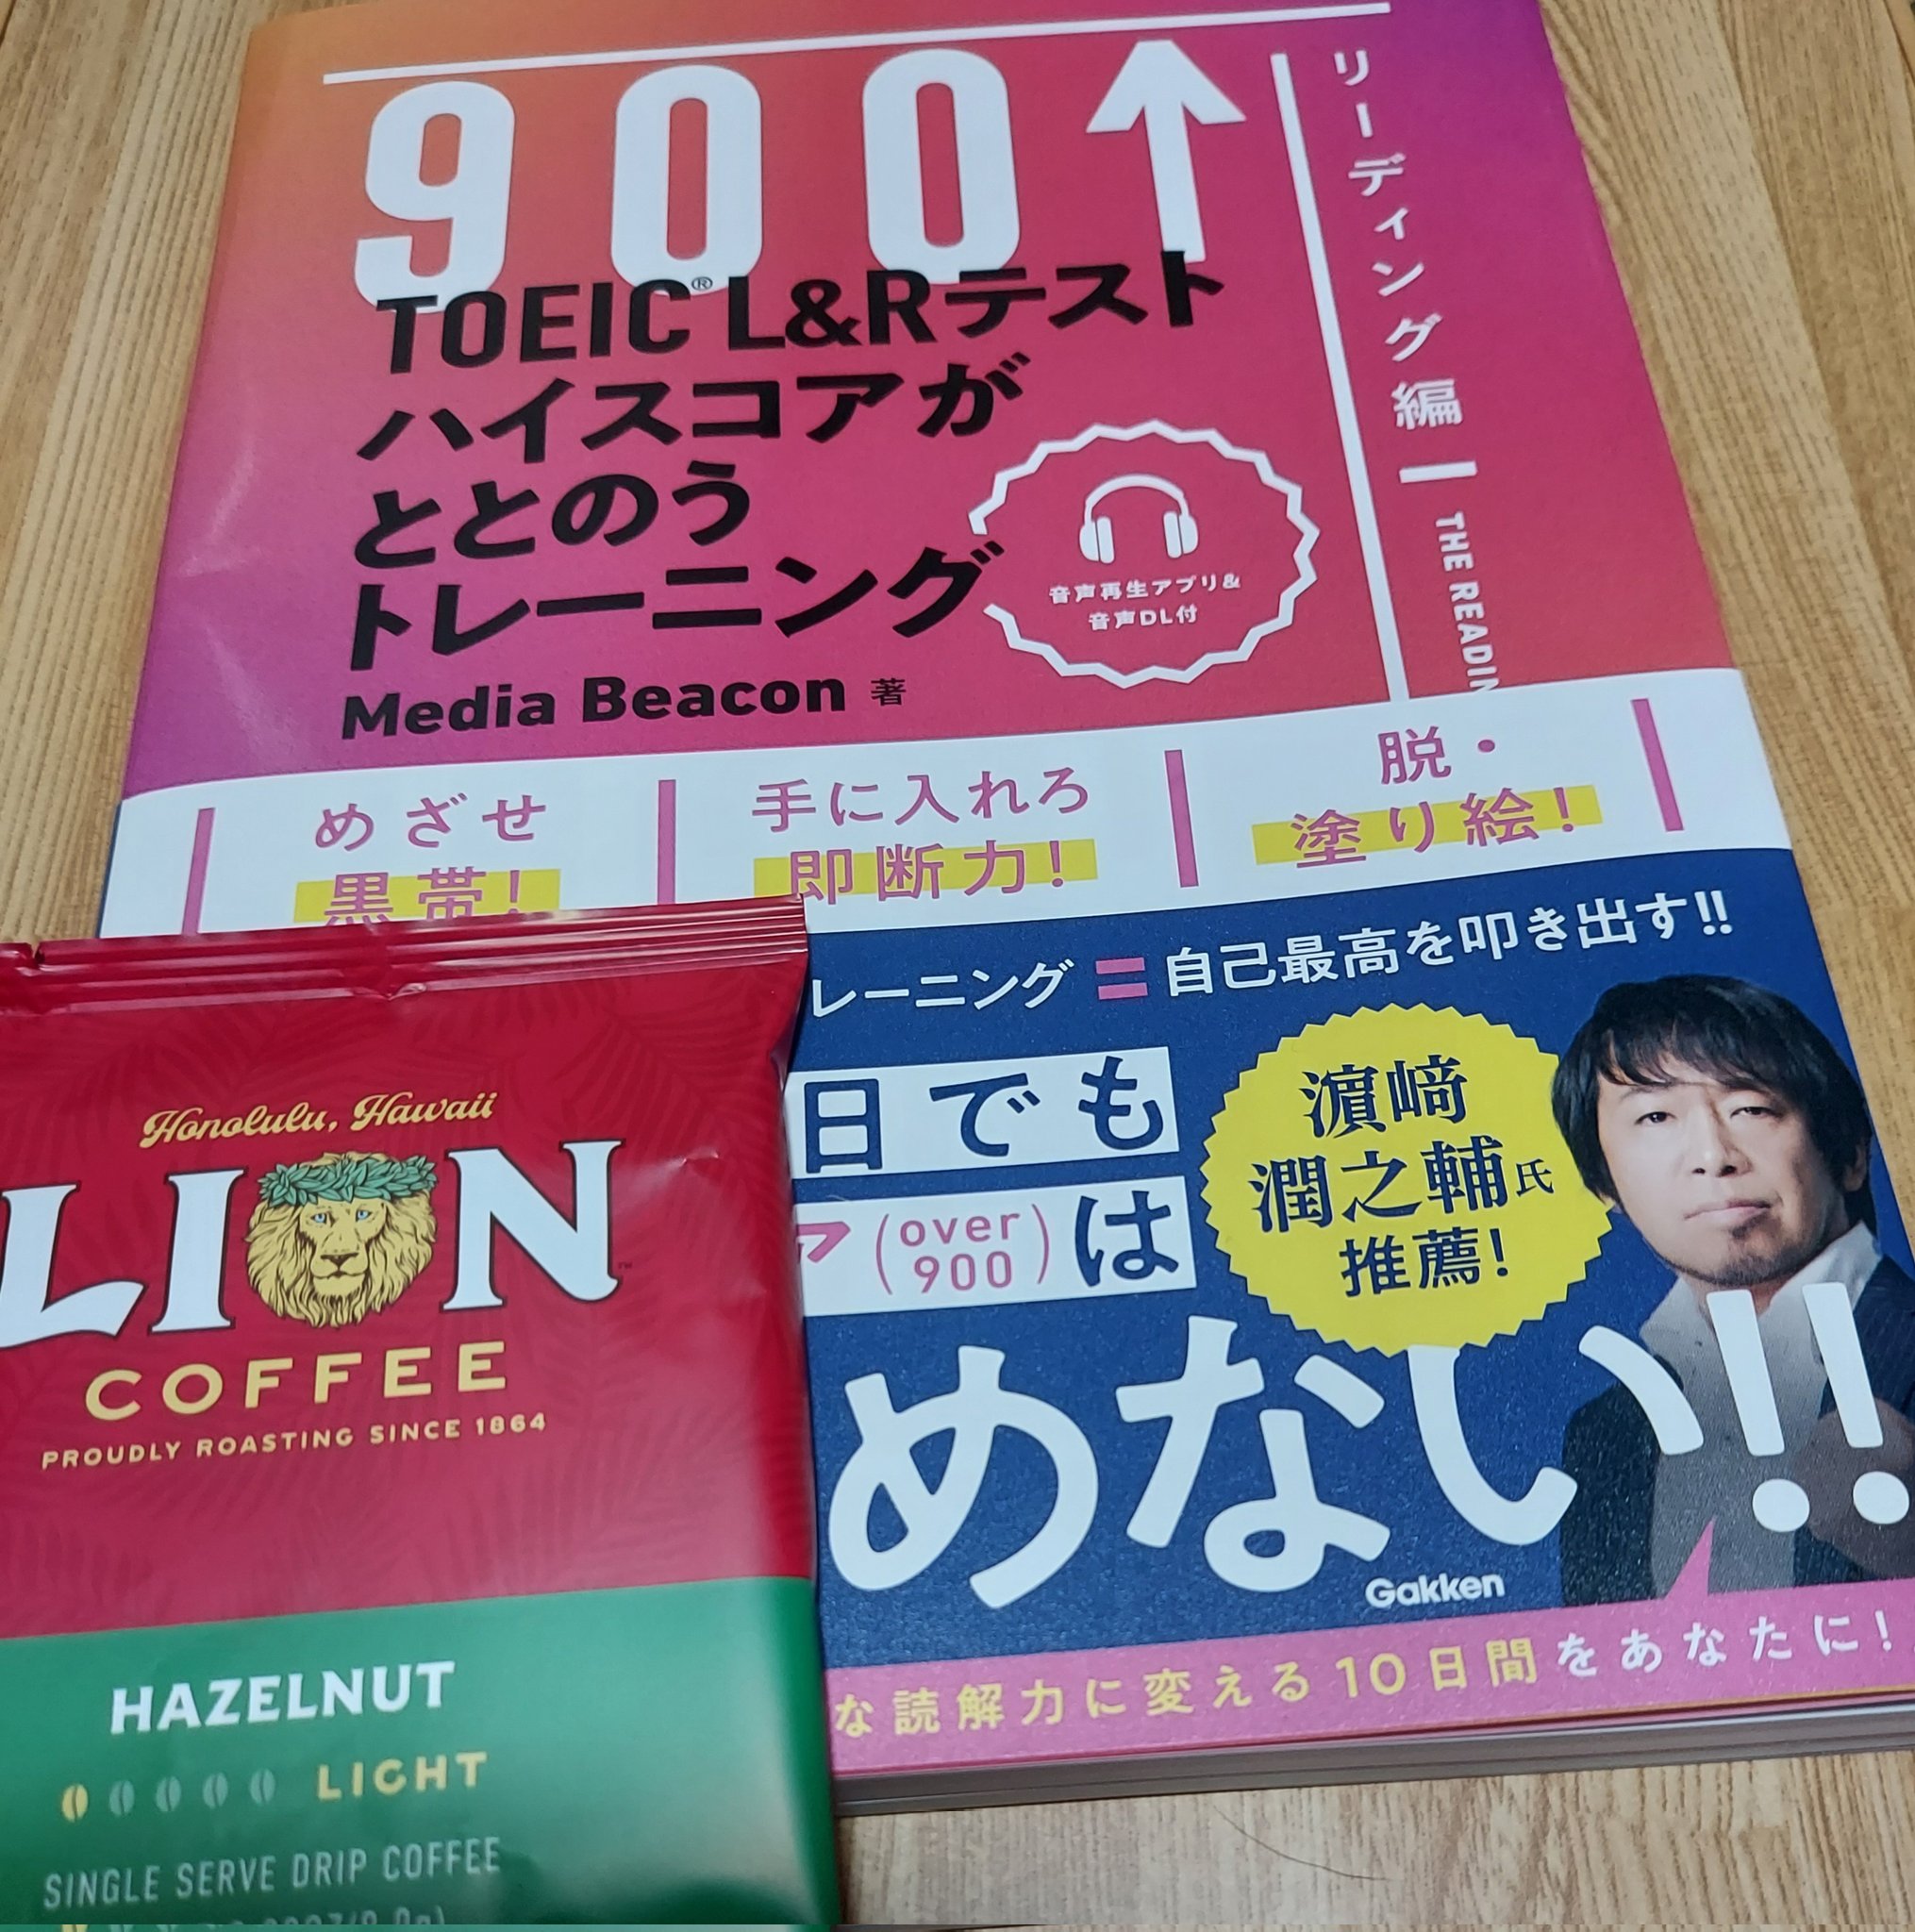 900↑
TOEIC® L&Rテスト
ハイスコアが
ととのう
トレーニング
Media Beacon 著
音声再生アプリ&
音声DL付
リーディング編
THE READIN
めざせ
黒帯!
手に入れろ
即断力!
脱・
塗り絵!
レーニング=自己最高を叩き出す!!
日でも
ア(over 900)は
めない!!
濵﨑
潤之輔氏
推薦!
Gakken
な読解力に変える10日間をあなたに!
Honolulu, Hawaii
LION
COFFEE
PROUDLY ROASTING SINCE 1864
HAZELNUT
LIGHT
SINGLE SERVE DRIP COFFEE